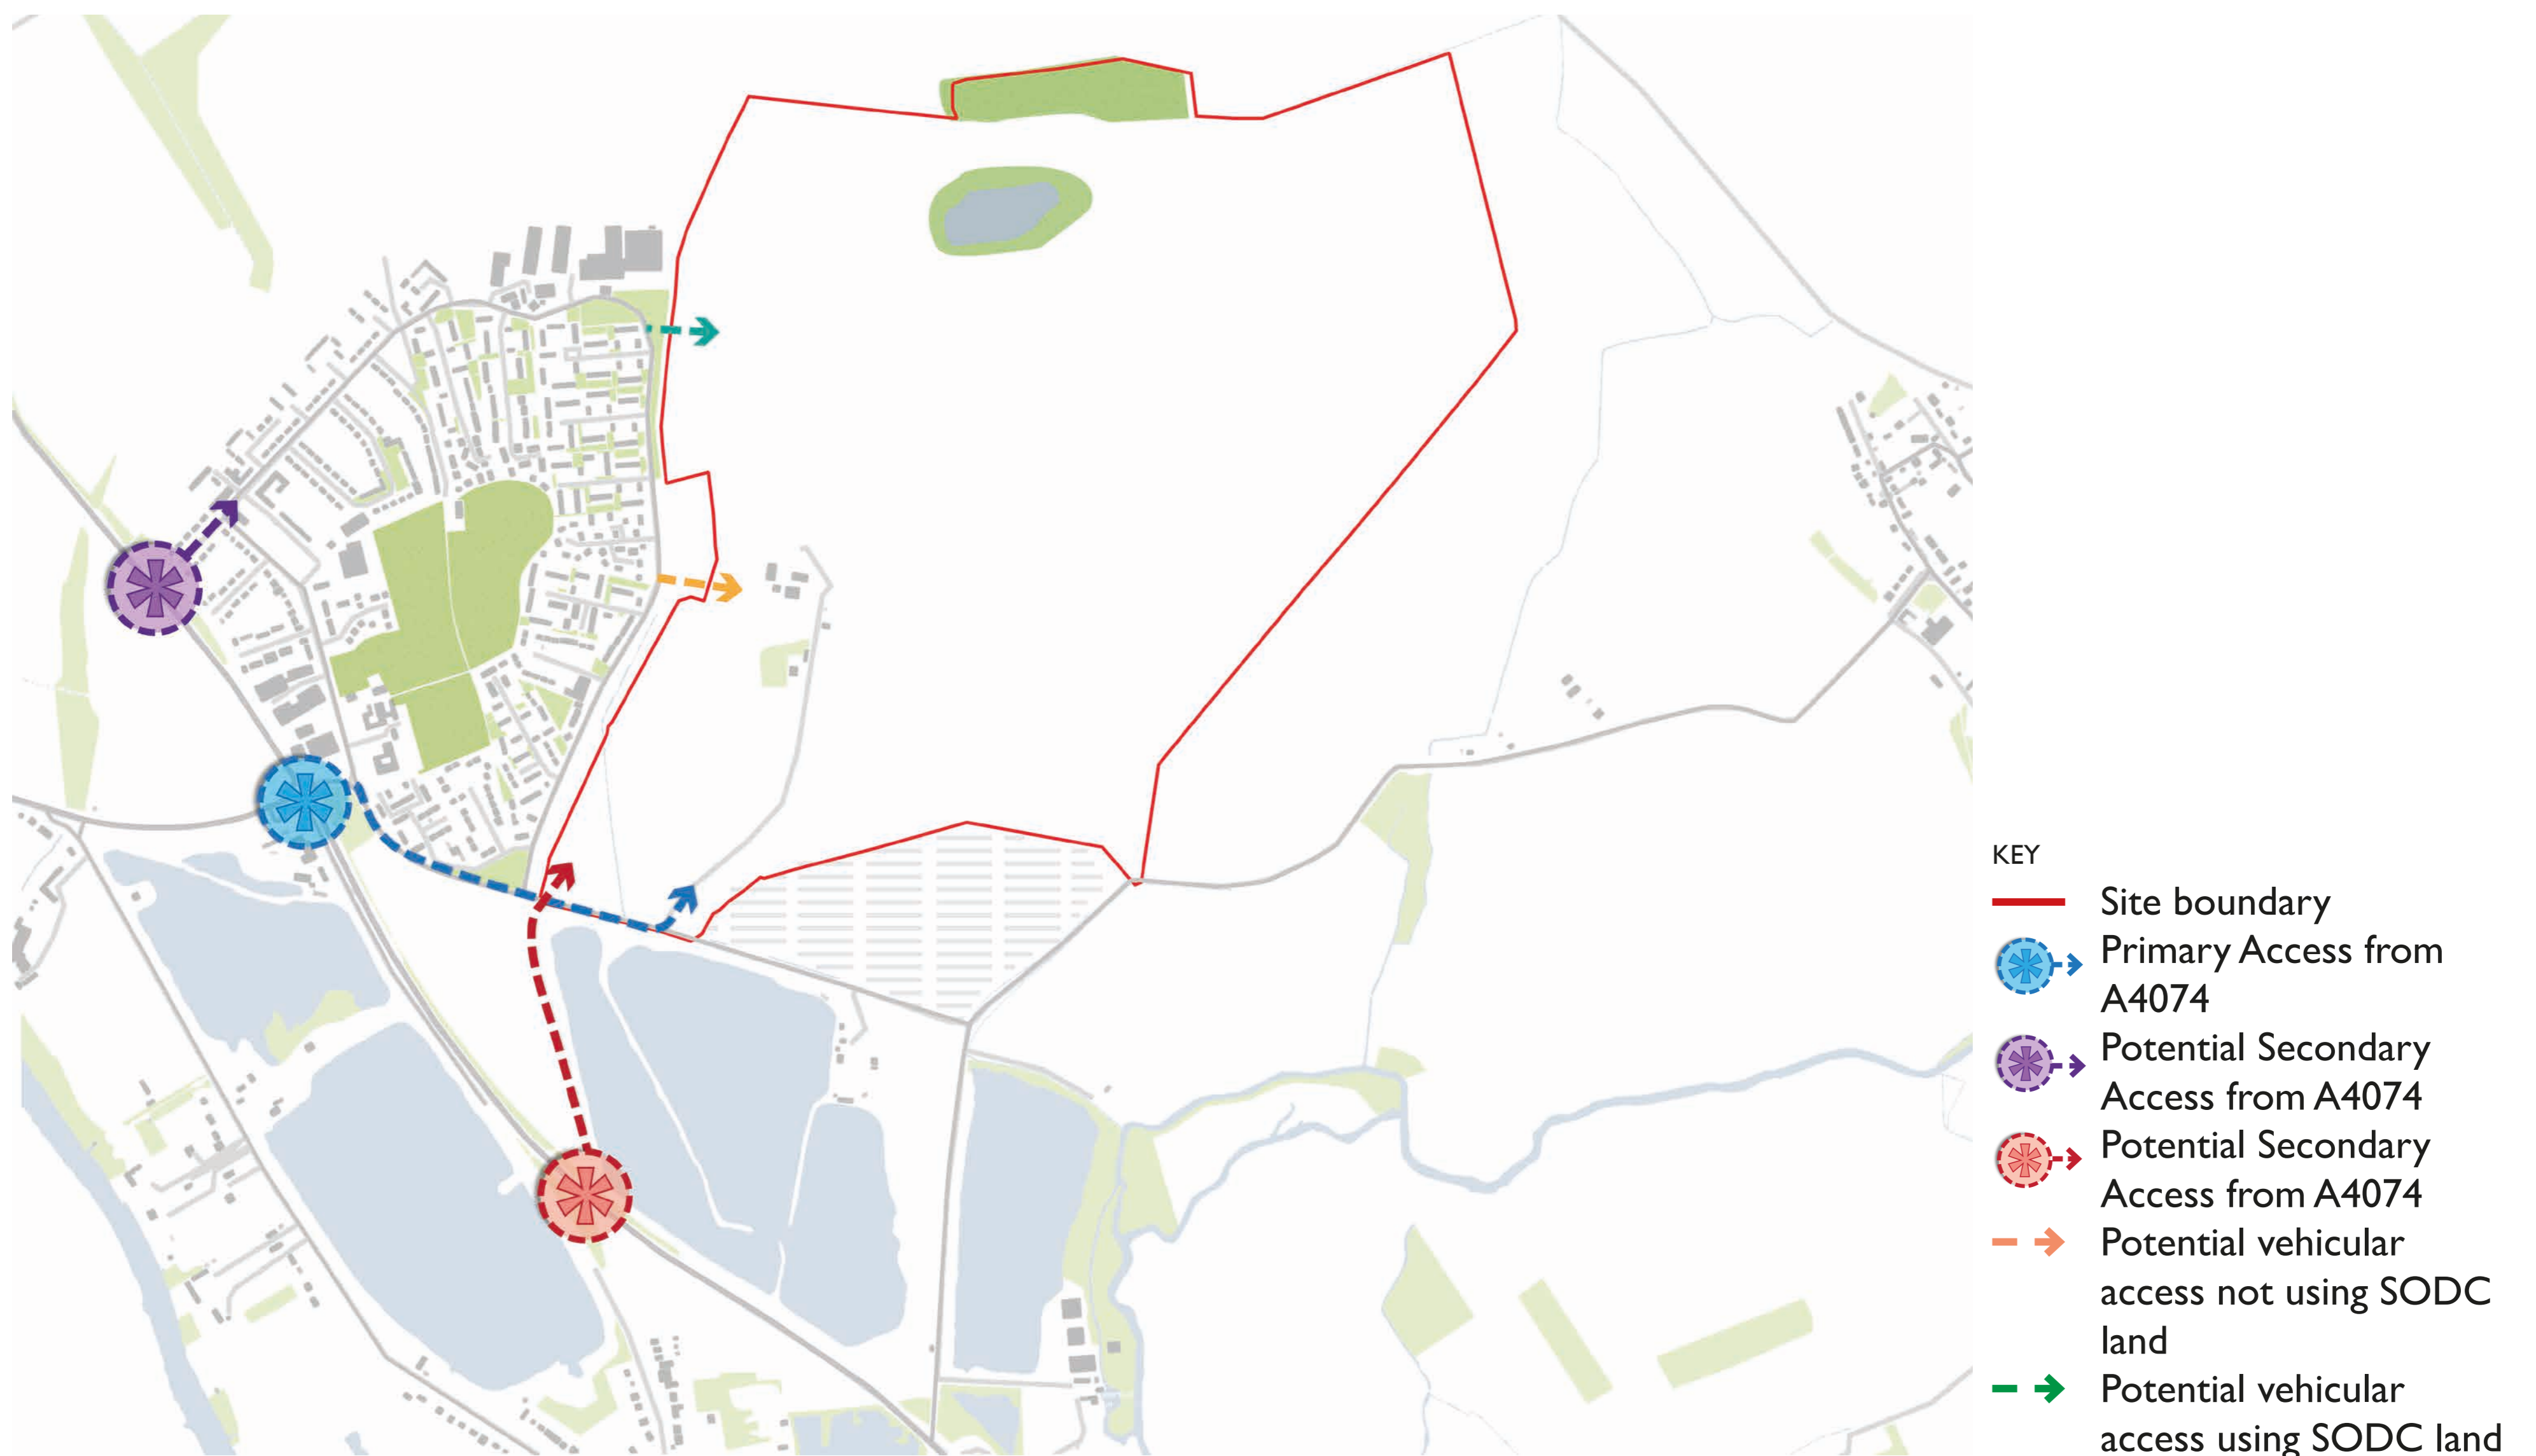 KEY
Site boundary
Primary Access from
A4074
Potential Secondary
Access from A4074
Potential Secondary
Access from A4074
Potential vehicular
access not using SODC
land
Potential vehicular
access using SODC land